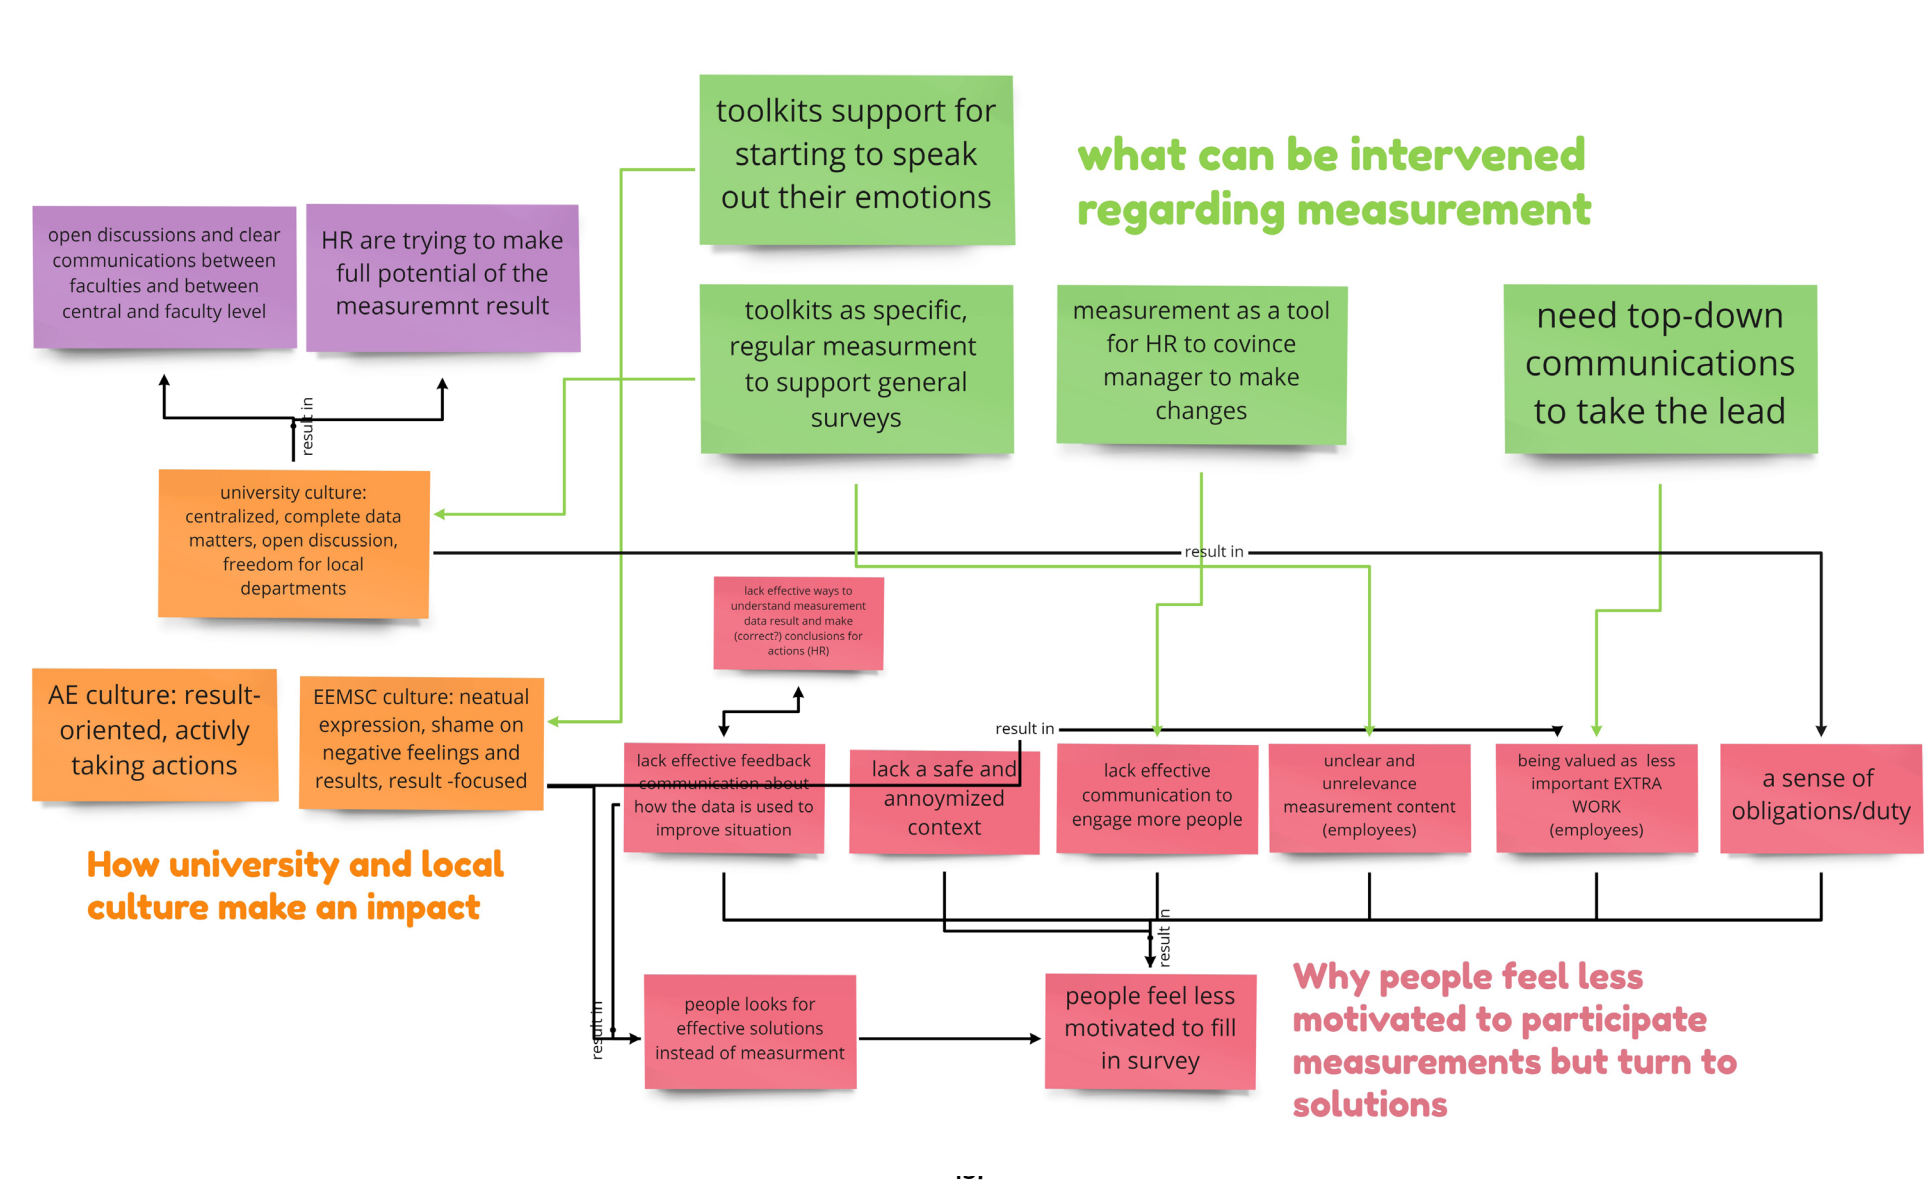 toolkits support for
starting to speak
out their emotions
what can be intervened
regarding measurement
open discussions and clear
communications between
faculties and between
central and faculty level
HR are trying to make
full potential of the
measuremnt result
toolkits as specific,
regular measurment
to support general
surveys
measurement as a tool
for HR to covince
manager to make
changes
need top-down
communications
to take the lead
result in
university culture:
centralized, complete data
matters, open discussion,
freedom for local
departments
result in
lack effective ways to
understand measurement
data result and make
(correct?) conclusions for
actions (HR)
AE culture: result-
oriented, activly
taking actions
EEMSC culture: neatual
expression, shame on
negative feelings and
results, result -focused
result in
lack effective feedback
communication about
how the data is used to
improve situation
lack a safe and
annoymized
context
lack effective
communication to
engage more people
unclear and
unrelevance
measurement content
(employees)
being valued as less
important EXTRA
WORK
(employees)
a sense of
obligations/duty
How university and local
culture make an impact
result in
result in
people looks for
effective solutions
instead of measurment
people feel less
motivated to fill
in survey
Why people feel less
motivated to participate
measurements but turn to
solutions